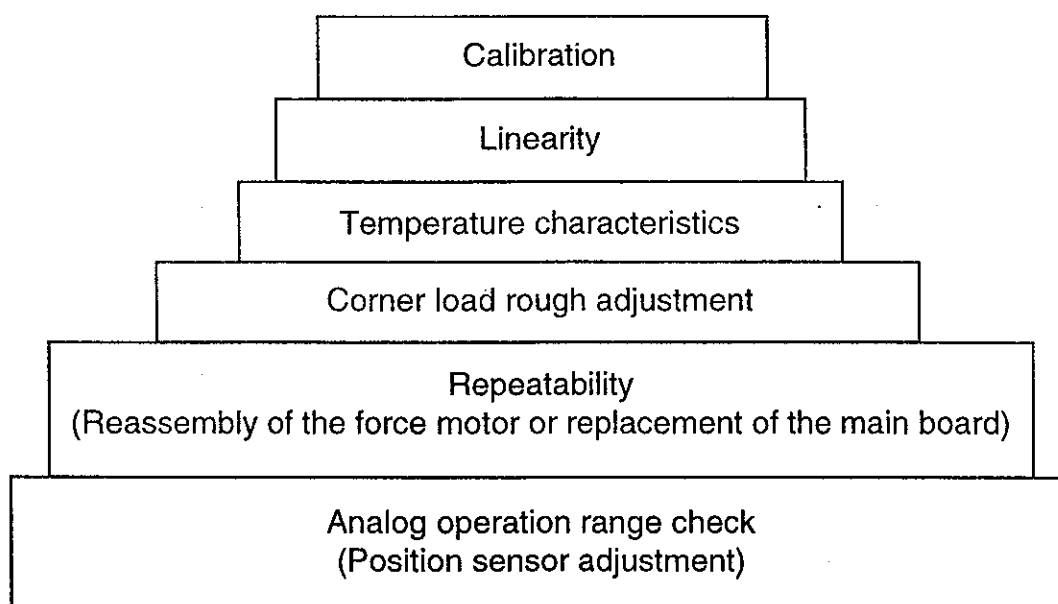 Calibration
Linearity
Temperature characteristics
Corner load rough adjustment
Repeatability
(Reassembly of the force motor or replacement of the main board)
Analog operation range check
(Position sensor adjustment)